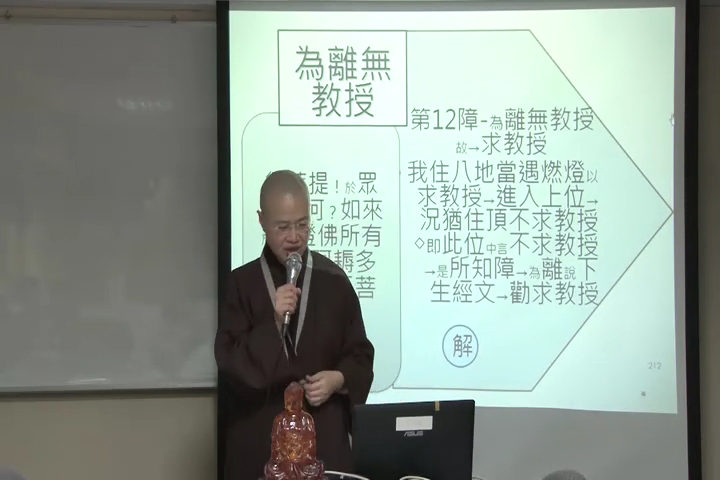 為離無
教授
第12障-為離無教授
故→求教授
我住八地當遇燃燈以
求教授→進入上位→
況猶住頂不求教授
◇即此位中言不求教授
→是所知障→為離說下
生經文→勸求教授
解
提！於眾
何？如來
燈佛所有
耨多
菩
2/2
ASUS